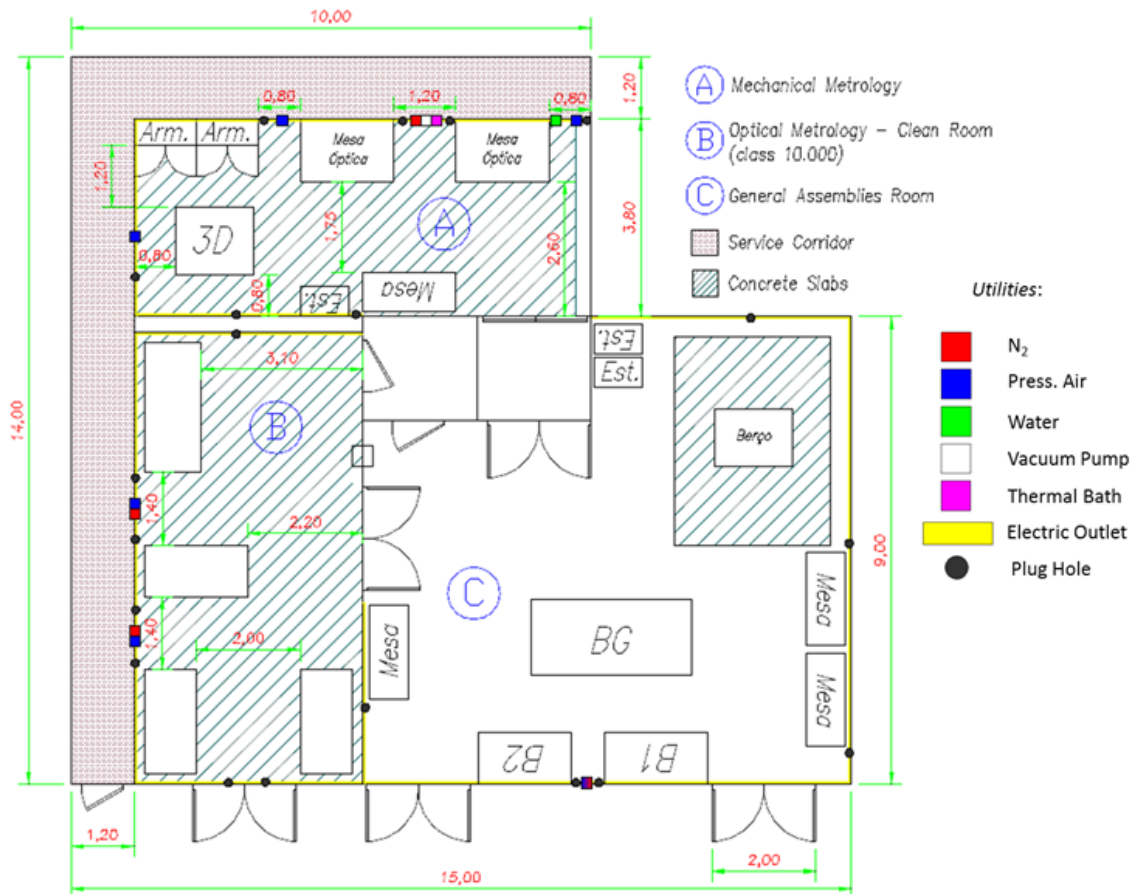 10,00
0,80
1,20
0,80
1,20
A Mechanical Metrology
Arm.
Arm.
Mesa
Óptica
Mesa
Óptica
B Optical Metrology – Clean Room
(class 10.000)
1,20
C General Assemblies Room
3D
1,75
A
2,60
3,80
Service Corridor
0,80
0,80
Est.
Mesa
Concrete Slabs
Utilities:
Est.
Est.
N₂
3,10
Press. Air
14,00
B
Berço
Water
Vacuum Pump
1,40
2,20
Thermal Bath
Electric Outlet
9,00
Plug Hole
C
Mesa
1,40
2,00
Mesa
BG
Mesa
B2
B1
1,20
2,00
15,00